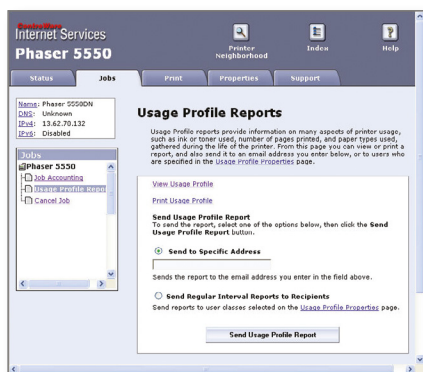 CentreWare
Internet Services
Phaser 5550
Printer
Neighborhood
Index
Help
Status
Jobs
Print
Properties
Support
Name: Phaser 5550DN
DNS: Unknown
IPv4: 13.62.70.132
IPv6: Disabled
Jobs
Phaser 5550
Job Accounting
Usage Profile Repor
Cancel Job
Usage Profile Reports
Usage Profile reports provide information on many aspects of printer usage,
such as ink or toner used, number of pages printed, and paper types used,
gathered during the life of the printer. From this page you can view or print a
report, and also send it to an email address you enter below, or to users who
are specified in the Usage Profile Properties page.
View Usage Profile
Print Usage Profile
Send Usage Profile Report
To send the report, select one of the options below, then click the Send
Usage Profile Report button.
Send to Specific Address
Sends the report to the email address you enter in the field above.
Send Regular Interval Reports to Recipients
Send reports to user classes selected on the Usage Profile Properties page.
Send Usage Profile Report